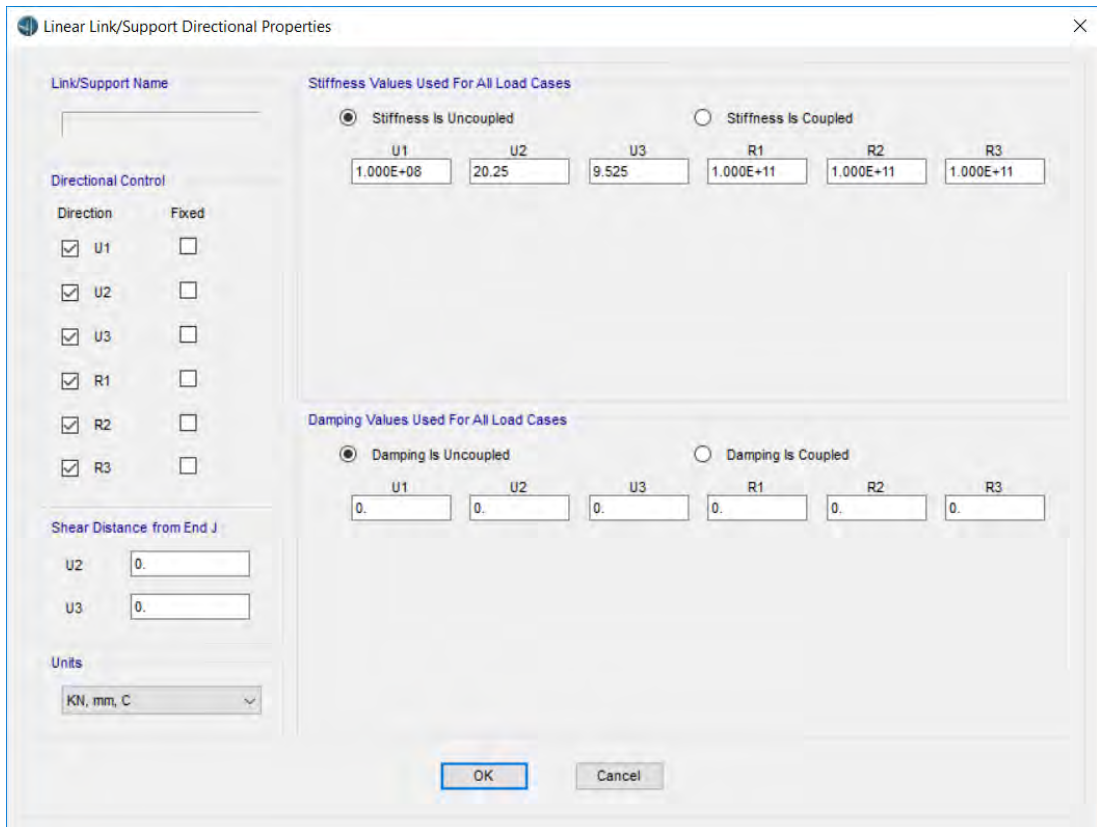 Linear Link/Support Directional Properties
Link/Support Name
Directional Control
Direction Fixed
U1
U2
U3
R1
R2
R3
Shear Distance from End J
U2 0.
U3 0.
Units
KN, mm, C
Stiffness Values Used For All Load Cases
Stiffness Is Uncoupled Stiffness Is Coupled
U1 U2 U3 R1 R2 R3
1.000E+08 20.25 9.525 1.000E+11 1.000E+11 1.000E+11
Damping Values Used For All Load Cases
Damping Is Uncoupled Damping Is Coupled
U1 U2 U3 R1 R2 R3
0. 0. 0. 0. 0. 0.
OK Cancel